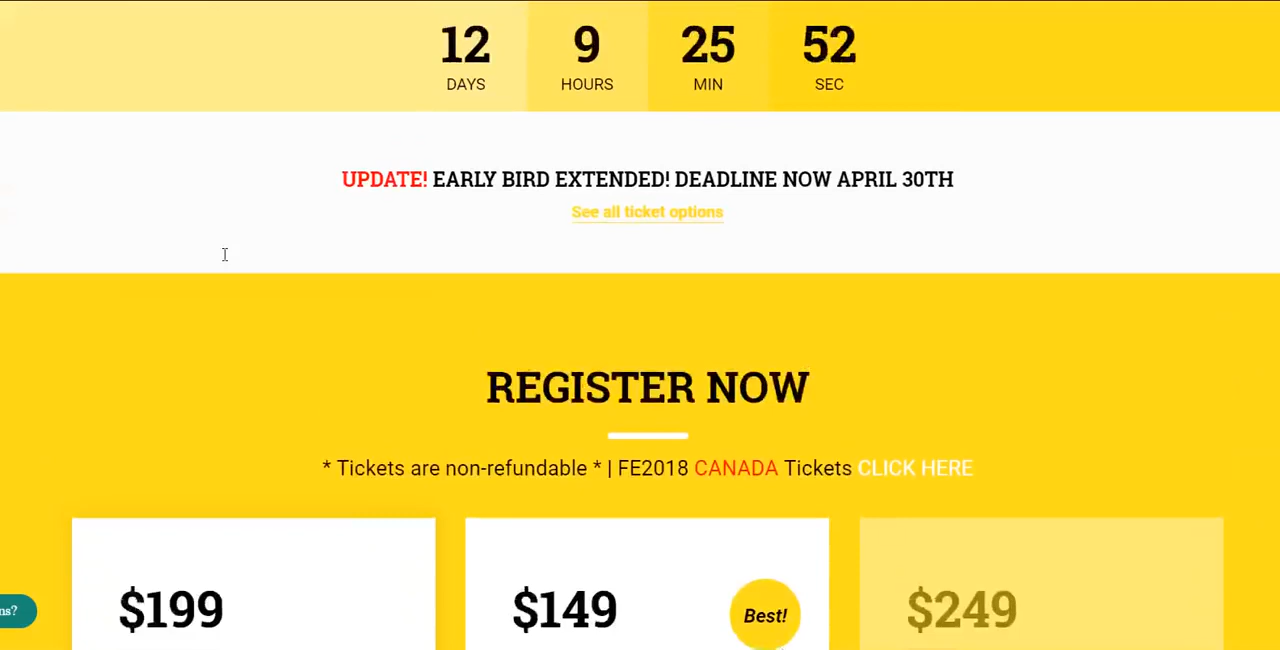 12 9 25 52
DAYS HOURS MIN SEC
UPDATE! EARLY BIRD EXTENDED! DEADLINE NOW APRIL 30TH
See all ticket options
REGISTER NOW
* Tickets are non-refundable * | FE2018 CANADA Tickets CLICK HERE
$199 $149 Best! $249
ns?